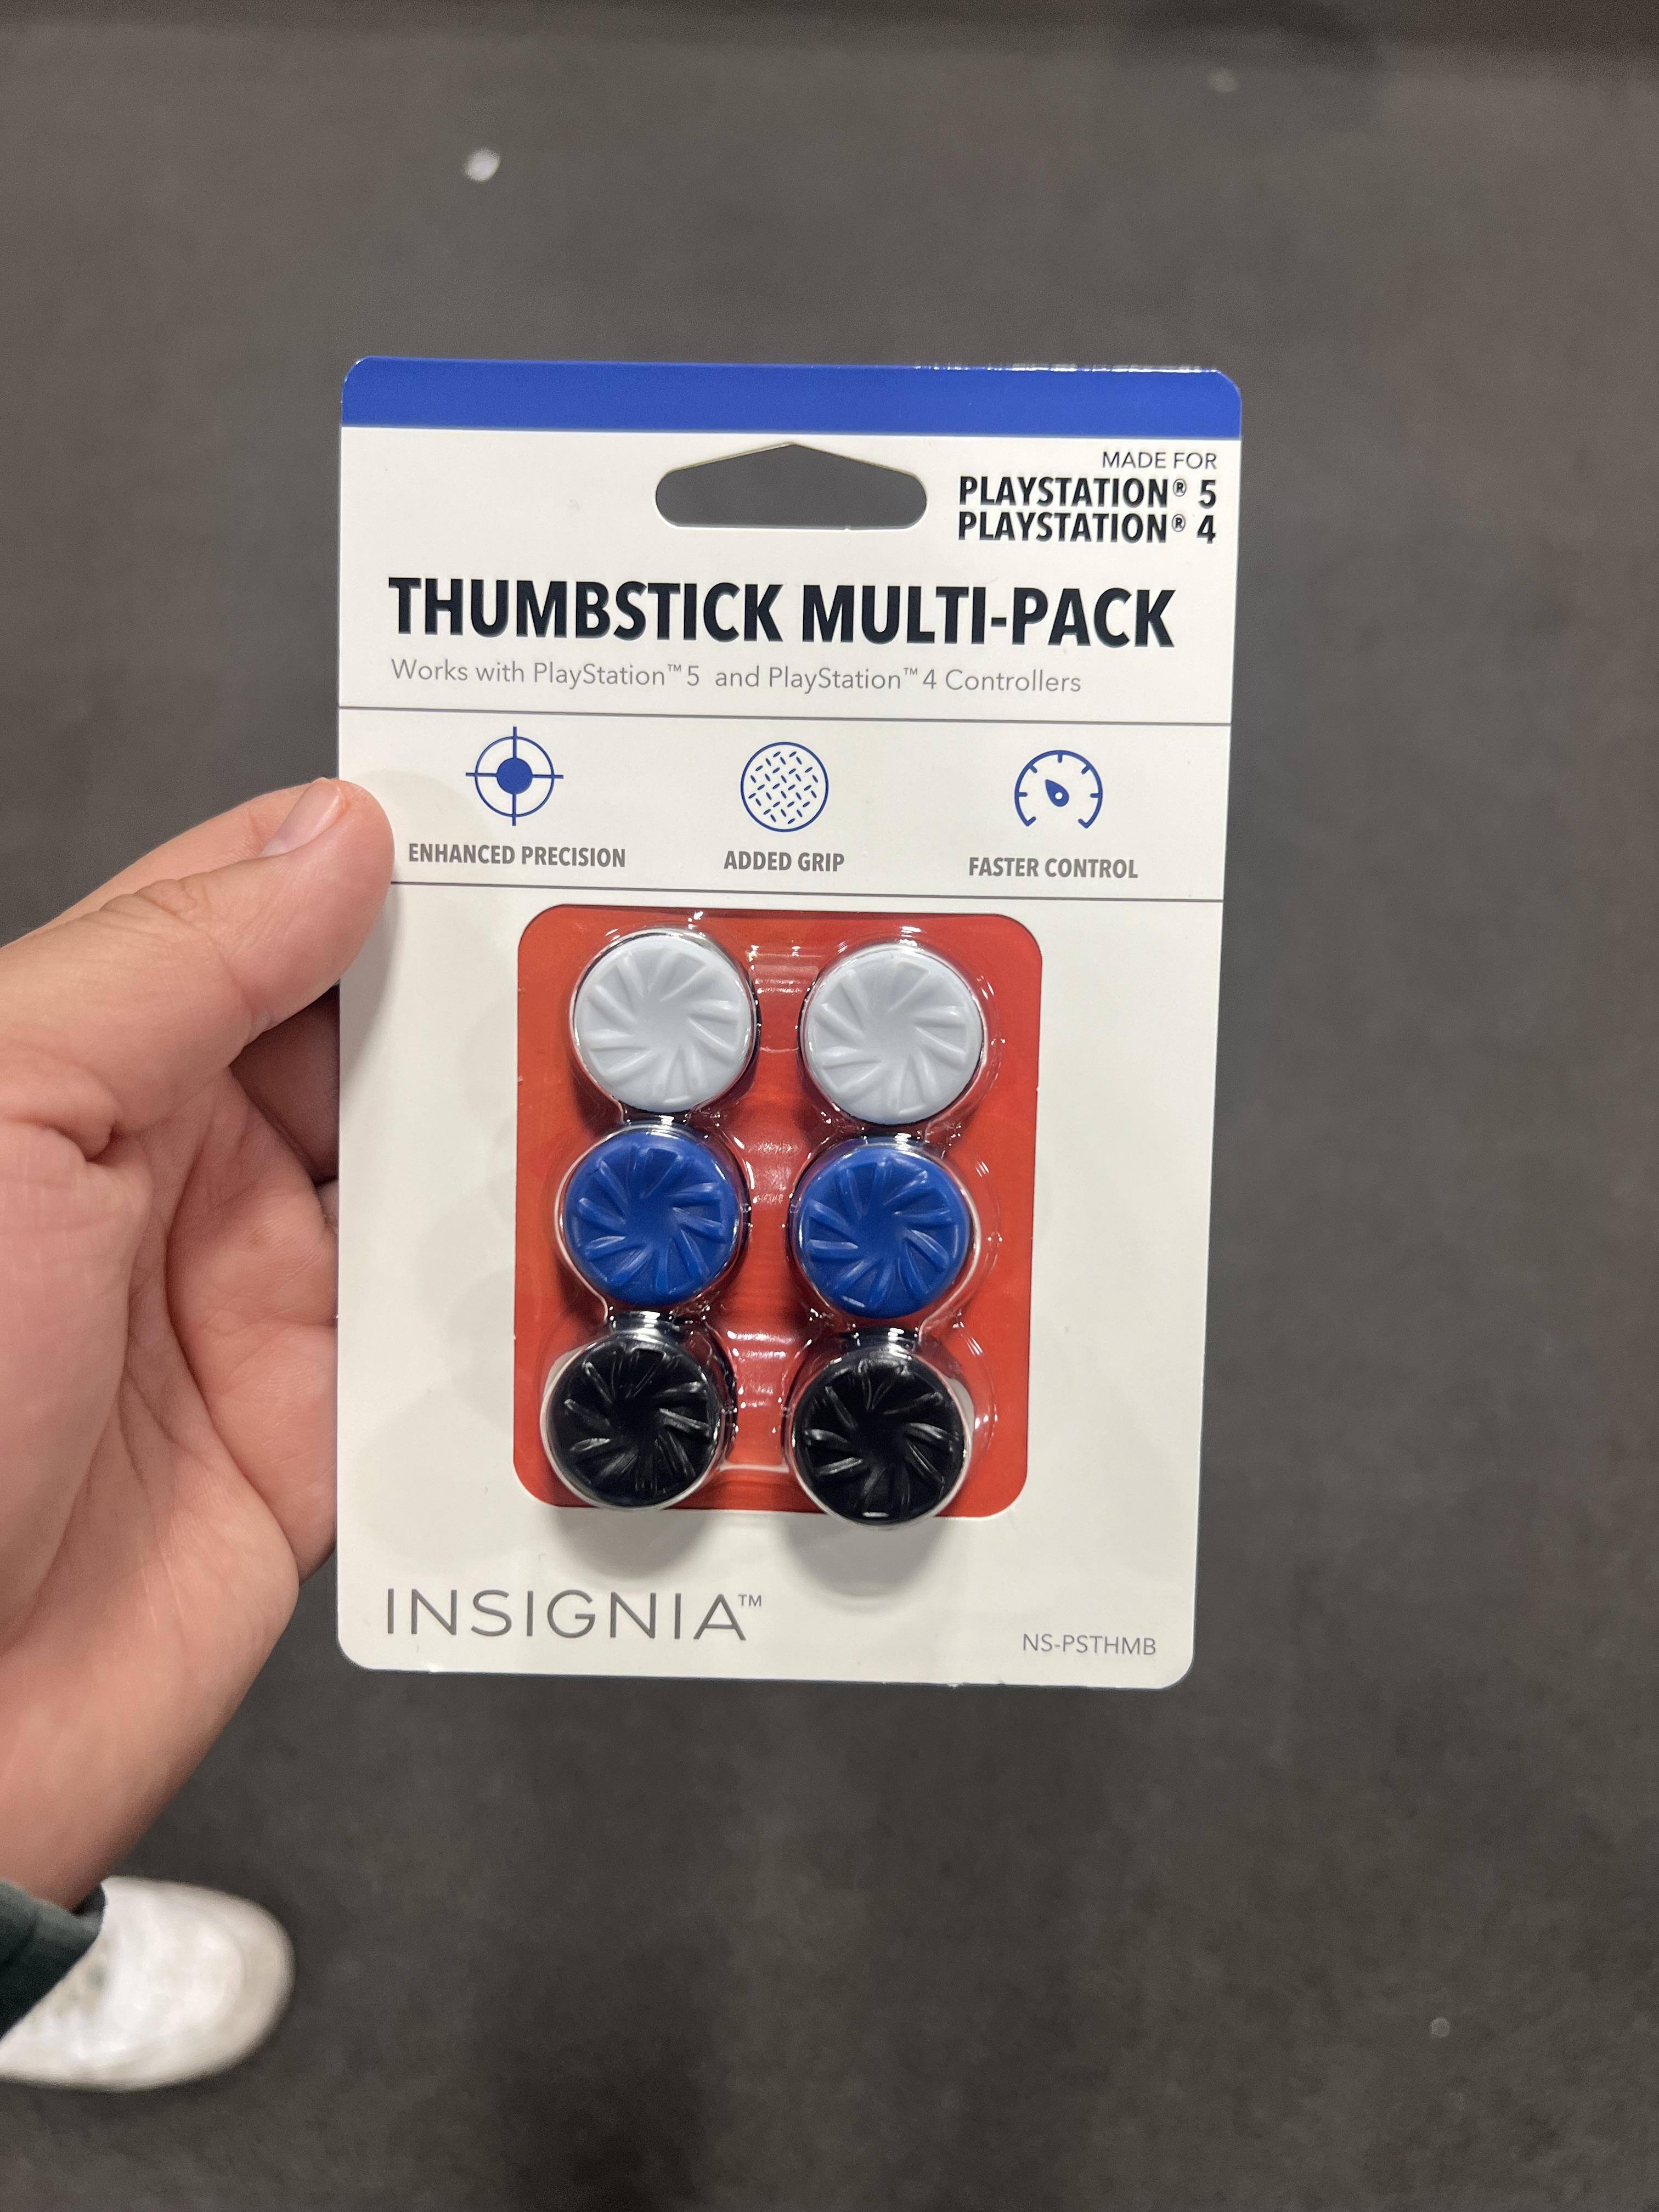 MADE FOR
PLAYSTATION® 5
PLAYSTATION® 4
THUMBSTICK MULTI-PACK
Works with PlayStation™ 5 and PlayStation™ 4 Controllers
ENHANCED PRECISION
ADDED GRIP
FASTER CONTROL
INSIGNIA™
NS-PSTHMB